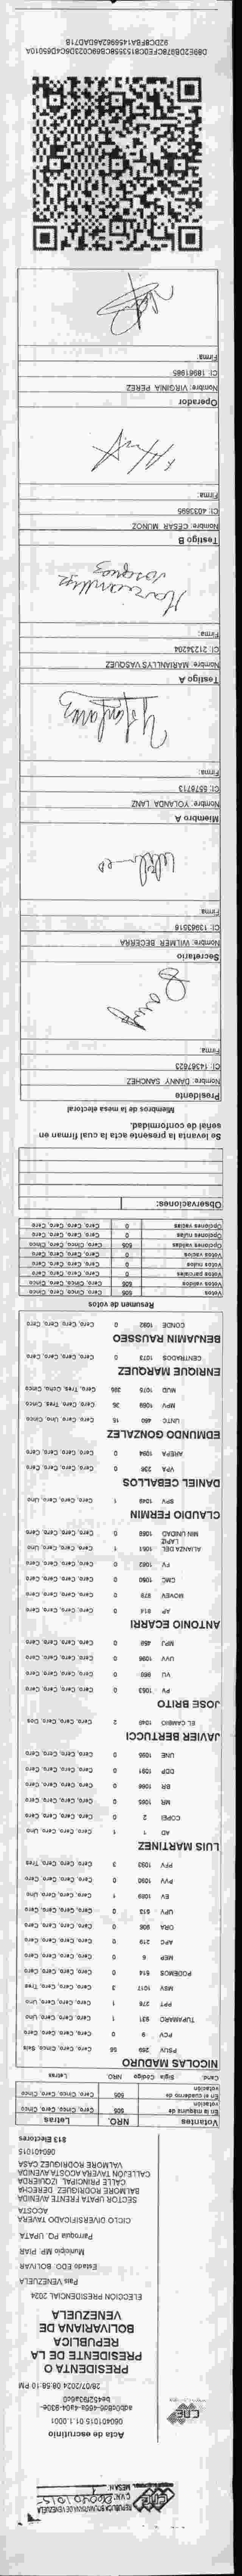 CNE
REPUBLICA BOLIVARIANA DE VENEZUELA
C.V.N°: 060401015
MESA N°: 1
CNE
Acta de escrutinio
060401015.01.1.0001
28/07/2024 08:58:10 PM
PRESIDENTA O
PRESIDENTE DE LA
REPUBLICA
BOLIVARIANA DE
VENEZUELA
ELECCIÓN PRESIDENCIAL 2024
País VENEZUELA
Estado EDO. BOLIVAR
Municipio MP. PIAR
Parroquia PQ. UPATA
CICLO DIVERSIFICADO TAVERA
ACOSTA
SECTOR UPATA FRENTE AVENIDA
BALMORE RODRIGUEZ. DERECHA
CALLE PRINCIPAL. IZQUIERDA
CALLEJÓN TAVERA ACOSTA AVENIDA
VALMORE RODRIGUEZ CASA
060401015
813 Electores
Votantes NRO. Letras
En la máquina de votación 505 Cero, Cinco, Cero, Cinco
En el cuaderno de votación 505 Cero, Cinco, Cero, Cinco
Cand. Sigla Código NRO. Letras
NICOLAS MADURO
PSUV 269 56 Cero, Cero, Cinco, Seis
PCV 9 0 Cero, Cero, Cero, Cero
TUPAMARO 931 1 Cero, Cero, Cero, Uno
PPT 276 1 Cero, Cero, Cero, Uno
MSV 1017 3 Cero, Cero, Cero, Tres
PODEMOS 514 0 Cero, Cero, Cero, Cero
MEP 6 0 Cero, Cero, Cero, Cero
APC 219 0 Cero, Cero, Cero, Cero
ORA 906 0 Cero, Cero, Cero, Cero
UPV 613 0 Cero, Cero, Cero, Cero
EV 1089 1 Cero, Cero, Cero, Uno
PVV 1090 0 Cero, Cero, Cero, Cero
PFV 1093 3 Cero, Cero, Cero, Tres
LUIS MARTINEZ
AD 1 1 Cero, Cero, Cero, Uno
COPEI 2 0 Cero, Cero, Cero, Cero
MR 1065 0 Cero, Cero, Cero, Cero
BR 1066 0 Cero, Cero, Cero, Cero
DDP 1091 0 Cero, Cero, Cero, Cero
UNE 1095 0 Cero, Cero, Cero, Cero
JAVIER BERTUCCI
EL CAMBIO 1046 2 Cero, Cero, Cero, Dos
JOSE BRITO
PV 1053 0 Cero, Cero, Cero, Cero
VU 860 0 Cero, Cero, Cero, Cero
UVV 1096 0 Cero, Cero, Cero, Cero
MPJ 458 0 Cero, Cero, Cero, Cero
ANTONIO ECARRI
AP 914 0 Cero, Cero, Cero, Cero
MOVEV 979 0 Cero, Cero, Cero, Cero
CMC 1050 0 Cero, Cero, Cero, Cero
FV 1062 0 Cero, Cero, Cero, Cero
ALIANZA DEL LAPIZ 1051 1 Cero, Cero, Cero, Uno
MIN UNIDAD 1058 0 Cero, Cero, Cero, Cero
CLAUDIO FERMIN
SPV 1048 1 Cero, Cero, Cero, Uno
DANIEL CEBALLOS
VPA 236 0 Cero, Cero, Cero, Cero
AREPA 1094 0 Cero, Cero, Cero, Cero
EDMUNDO GONZALEZ
UNTC 460 15 Cero, Cero, Uno, Cinco
MPV 1069 35 Cero, Cero, Tres, Cinco
MUD 1075 385 Cero, Tres, Ocho, Cinco
ENRIQUE MARQUEZ
CENTRADOS 1073 0 Cero, Cero, Cero, Cero
BENJAMIN RAUSSEO
CONDE 1092 0 Cero, Cero, Cero, Cero
Resumen de votos
Votos 505 Cero, Cinco, Cero, Cinco
Votos validos 505 Cero, Cinco, Cero, Cinco
Votos parciales 0 Cero, Cero, Cero, Cero
Votos nulos 0 Cero, Cero, Cero, Cero
Votos vacios 0 Cero, Cero, Cero, Cero
Opciones validas 505 Cero, Cinco, Cero, Cinco
Opciones nulas 0 Cero, Cero, Cero, Cero
Opciones vacias 0 Cero, Cero, Cero, Cero
Observaciones:
Se levanta la presente acta la cual firman en
señal de conformidad.
Miembros de la mesa electoral
Presidente
Nombre: DANNY SANCHEZ
CI: 14367623
Firma:
Secretario
Nombre: WILMER BECERRA
CI: 13963516
Firma:
Wilmer
Miembro A
Nombre: YOLANDA LANZ
CI: 5576713
Firma:
Testigo A
Nombre: MARIANLLYS VASQUEZ
CI: 21234204
Firma:
Marianllys
Vasquez
Testigo B
Nombre: CESAR MUÑOZ
CI: 4033695
Firma:
Operador
Nombre: VIRGINIA PEREZ
CI: 18961985
Firma: